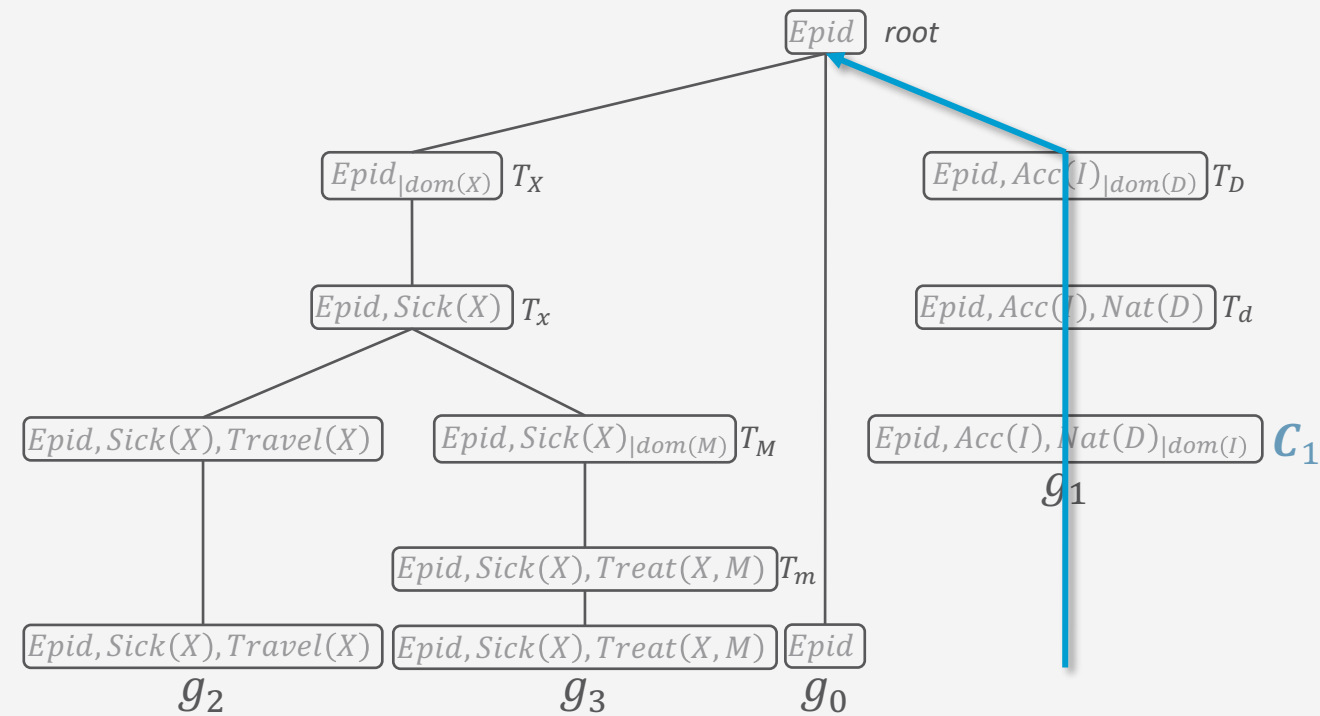 Epid root
Epid_{|dom(X)} T_X
Epid, Acc(I)_{|dom(D)} T_D
Epid, Sick(X) T_x
Epid, Acc(I), Nat(D) T_d
Epid, Sick(X), Travel(X)
Epid, Sick(X)_{|dom(M)} T_M
Epid, Acc(I), Nat(D)_{|dom(I)} C_1
g_1
Epid, Sick(X), Treat(X, M) T_m
Epid, Sick(X), Travel(X)
Epid, Sick(X), Treat(X, M)
Epid
g_2
g_3
g_0